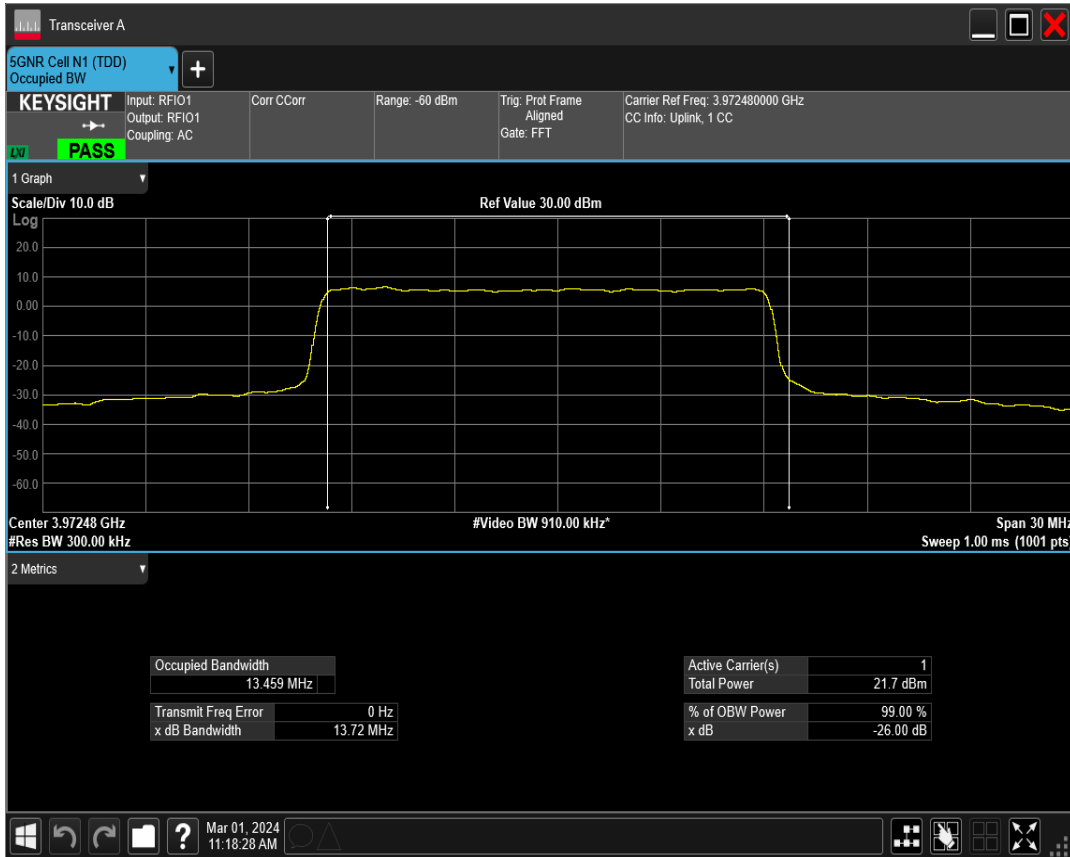 Transceiver A
5GNR Cell N1 (TDD)
Occupied BW
+
KEYSIGHT
LXI
PASS
Input: RFIO1
Output: RFIO1
Coupling: AC
Corr CCorr
Range: -60 dBm
Trig: Prot Frame
Aligned
Gate: FFT
Carrier Ref Freq: 3.972480000 GHz
CC Info: Uplink, 1 CC
1 Graph
Scale/Div 10.0 dB
Ref Value 30.00 dBm
Log
20.0
10.0
0.00
-10.0
-20.0
-30.0
-40.0
-50.0
-60.0
Center 3.97248 GHz
#Video BW 910.00 kHz*
Span 30 MHz
#Res BW 300.00 kHz
Sweep 1.00 ms (1001 pts)
2 Metrics
Occupied Bandwidth
13.459 MHz
Transmit Freq Error 0 Hz
x dB Bandwidth 13.72 MHz
Active Carrier(s) 1
Total Power 21.7 dBm
% of OBW Power 99.00 %
x dB -26.00 dB
?
Mar 01, 2024
11:18:28 AM